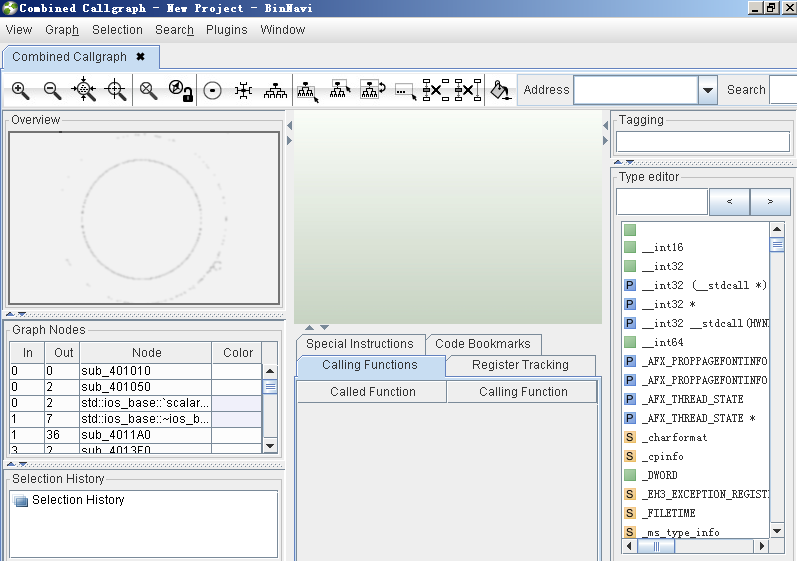 Combined Callgraph - New Project - BinNavi
View Graph Selection Search Plugins Window
Combined Callgraph
Address Search
Overview
Tagging
Type editor
< >
__int16
__int32
P __int32 (__stdcall *)
P __int32 *
P __int32 __stdcall(HWN
__int64
P _AFX_PROPPAGEFONTINFO
P _AFX_PROPPAGEFONTINFO
P _AFX_THREAD_STATE
P _AFX_THREAD_STATE *
S _charformat
S _cpinfo
_DWORD
S _EH3_EXCEPTION_REGIST
S _FILETIME
S _ms_type_info
Graph Nodes
In Out Node Color
0 0 sub_401010
0 2 sub_401050
0 2 std::ios_base::`scalar...
1 7 std::ios_base::~ios_b...
1 36 sub_4011A0
3 2 sub_4013F0
Special Instructions Code Bookmarks
Calling Functions Register Tracking
Called Function Calling Function
Selection History
Selection History